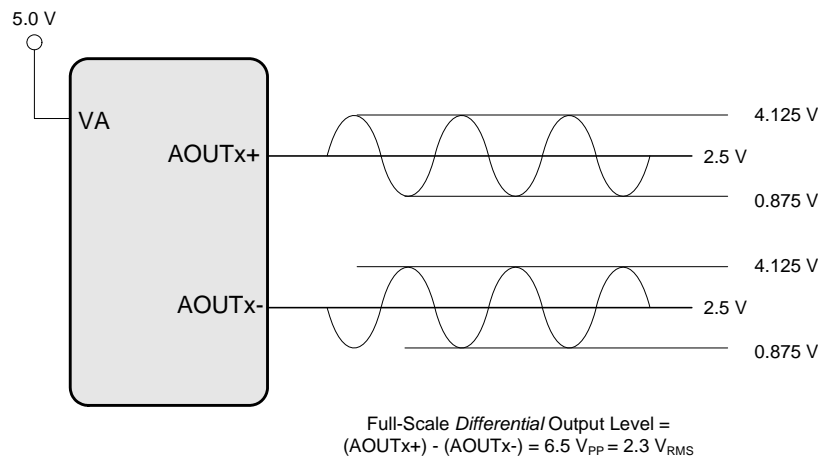 5.0 V
VA
AOUTx+
4.125 V
2.5 V
0.875 V
AOUTx-
4.125 V
2.5 V
0.875 V
Full-Scale Differential Output Level =
(AOUTx+) - (AOUTx-) = 6.5 VPP = 2.3 VRMS